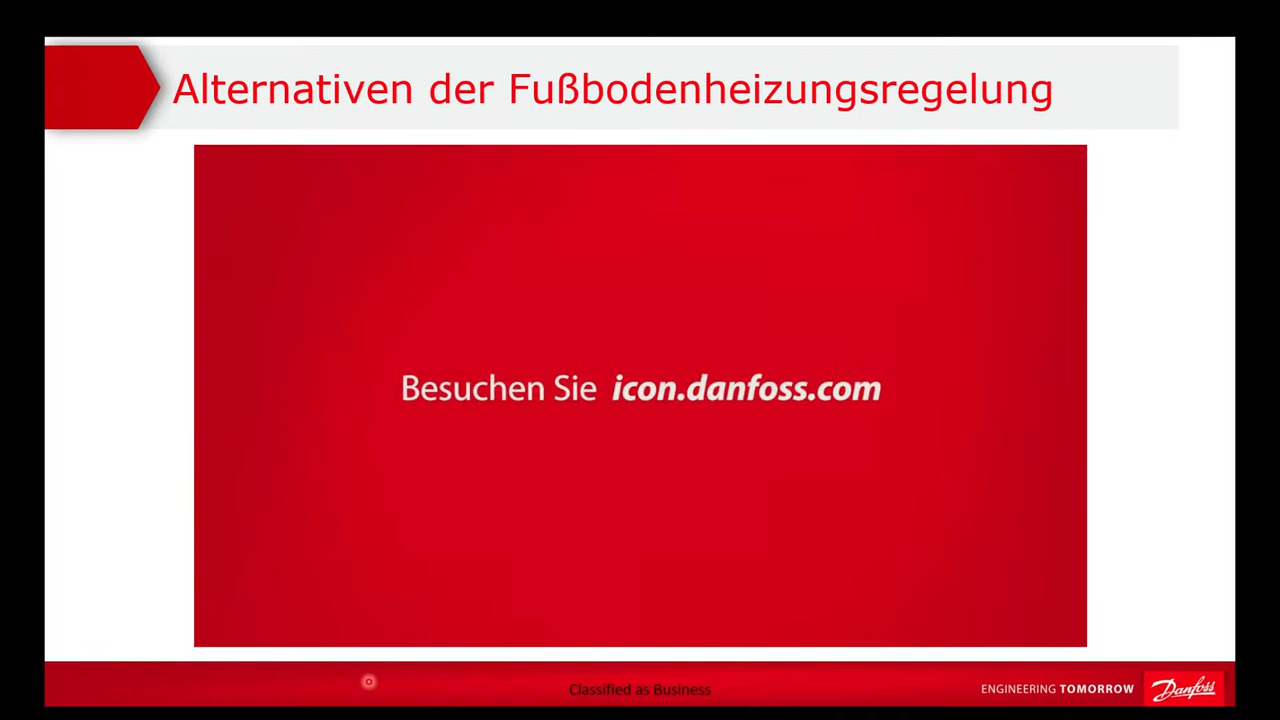 Alternativen der Fußbodenheizungsregelung
Besuchen Sie icon.danfoss.com
Classified as Business
ENGINEERING TOMORROW
Danfoss